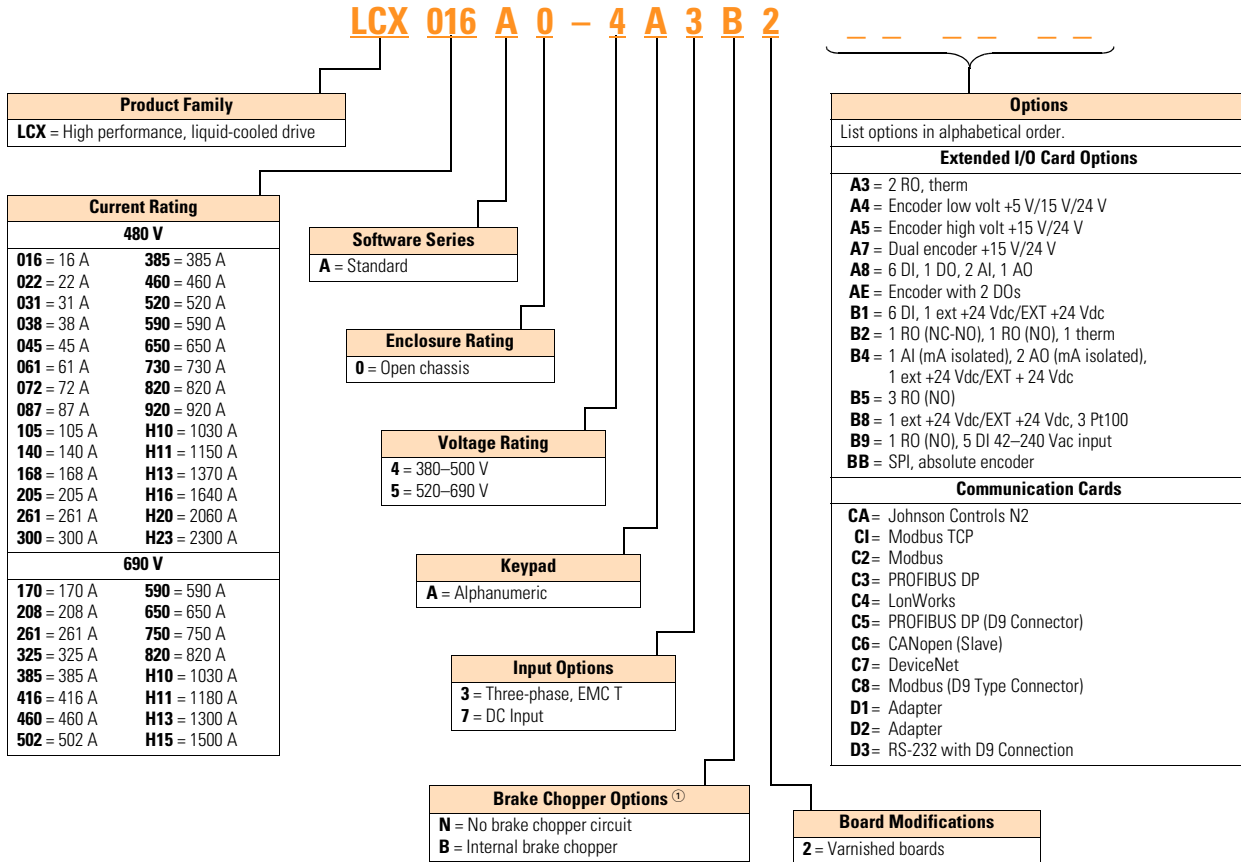 LCX 016 A 0 – 4 A 3 B 2 _ _ _ _ _ _
Product Family
LCX = High performance, liquid-cooled drive
Current Rating
480 V
016 = 16 A 385 = 385 A
022 = 22 A 460 = 460 A
031 = 31 A 520 = 520 A
038 = 38 A 590 = 590 A
045 = 45 A 650 = 650 A
061 = 61 A 730 = 730 A
072 = 72 A 820 = 820 A
087 = 87 A 920 = 920 A
105 = 105 A H10 = 1030 A
140 = 140 A H11 = 1150 A
168 = 168 A H13 = 1370 A
205 = 205 A H16 = 1640 A
261 = 261 A H20 = 2060 A
300 = 300 A H23 = 2300 A
690 V
170 = 170 A 590 = 590 A
208 = 208 A 650 = 650 A
261 = 261 A 750 = 750 A
325 = 325 A 820 = 820 A
385 = 385 A H10 = 1030 A
416 = 416 A H11 = 1180 A
460 = 460 A H13 = 1300 A
502 = 502 A H15 = 1500 A
Software Series
A = Standard
Enclosure Rating
0 = Open chassis
Voltage Rating
4 = 380–500 V
5 = 520–690 V
Keypad
A = Alphanumeric
Input Options
3 = Three-phase, EMC T
7 = DC Input
Brake Chopper Options ①
N = No brake chopper circuit
B = Internal brake chopper
Board Modifications
2 = Varnished boards
Options
List options in alphabetical order.
Extended I/O Card Options
A3 = 2 RO, therm
A4 = Encoder low volt +5 V/15 V/24 V
A5 = Encoder high volt +15 V/24 V
A7 = Dual encoder +15 V/24 V
A8 = 6 DI, 1 DO, 2 AI, 1 AO
AE = Encoder with 2 DOs
B1 = 6 DI, 1 ext +24 Vdc/EXT +24 Vdc
B2 = 1 RO (NC-NO), 1 RO (NO), 1 therm
B4 = 1 AI (mA isolated), 2 AO (mA isolated),
1 ext +24 Vdc/EXT + 24 Vdc
B5 = 3 RO (NO)
B8 = 1 ext +24 Vdc/EXT +24 Vdc, 3 Pt100
B9 = 1 RO (NO), 5 DI 42–240 Vac input
BB = SPI, absolute encoder
Communication Cards
CA = Johnson Controls N2
CI = Modbus TCP
C2 = Modbus
C3 = PROFIBUS DP
C4 = LonWorks
C5 = PROFIBUS DP (D9 Connector)
C6 = CANopen (Slave)
C7 = DeviceNet
C8 = Modbus (D9 Type Connector)
D1 = Adapter
D2 = Adapter
D3 = RS-232 with D9 Connection